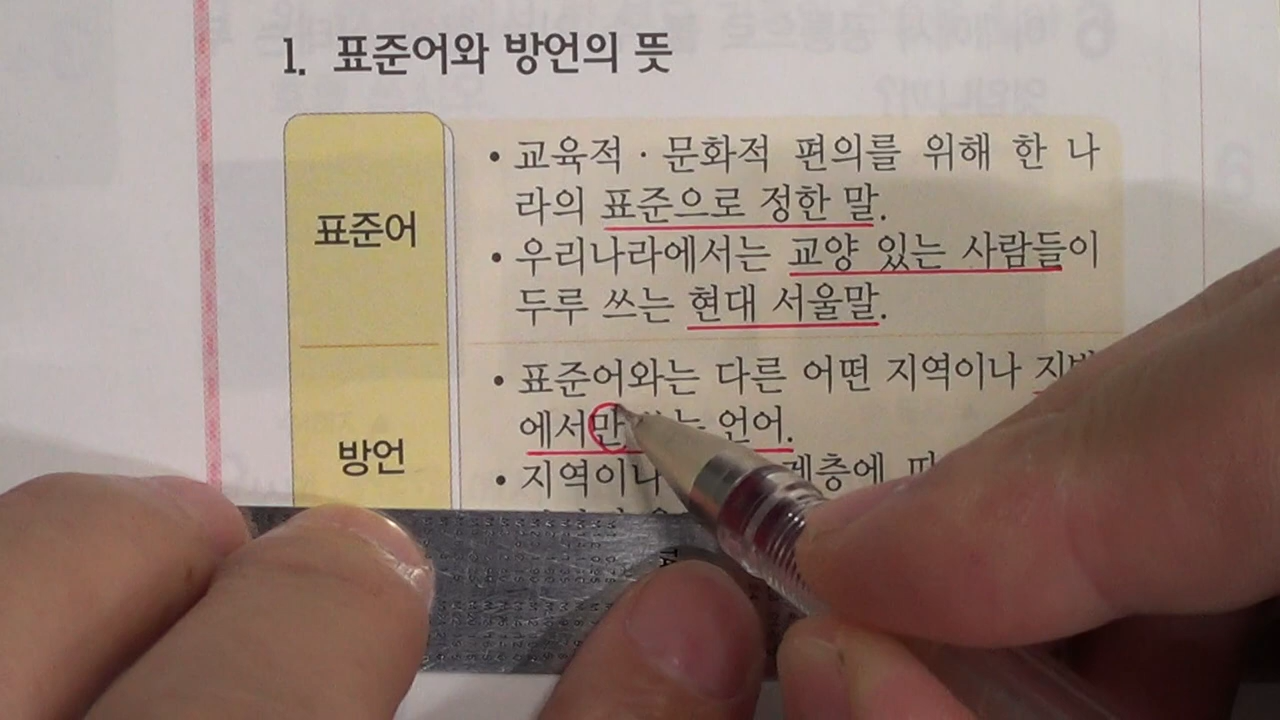 1. 표준어와 방언의 뜻
표준어
• 교육적 · 문화적 편의를 위해 한 나
라의 표준으로 정한 말.
• 우리나라에서는 교양 있는 사람들이
두루 쓰는 현대 서울말.
방언
• 표준어와는 다른 어떤 지역이나
에서만 언어.
• 지역이나